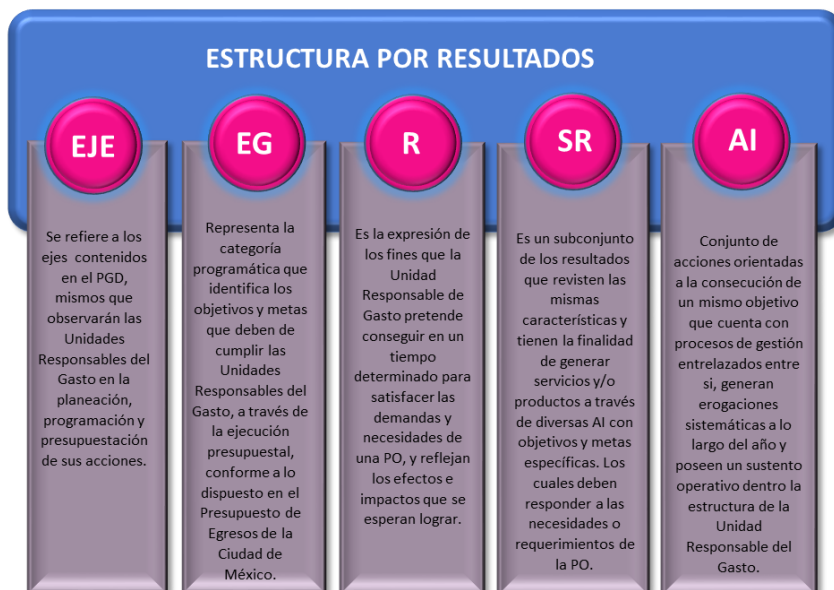 ESTRUCTURA POR RESULTADOS
EJE
Se refiere a los
ejes contenidos
en el PGD,
mismos que
observarán las
Unidades
Responsables del
Gasto en la
planeación,
programación y
presupuestación
de sus acciones.
EG
Representa la
categoría
programática que
identifica los
objetivos y metas
que deben de
cumplir las
Unidades
Responsables del
Gasto, a través de
la ejecución
presupuestal,
conforme a lo
dispuesto en el
Presupuesto de
Egresos de la
Ciudad de
México.
R
Es la expresión de
los fines que la
Unidad
Responsable de
Gasto pretende
conseguir en un
tiempo
determinado para
satisfacer las
demandas y
necesidades de
una PO, y reflejan
los efectos e
impactos que se
esperan lograr.
SR
Es un subconjunto
de los resultados
que revisten las
mismas
características y
tienen la finalidad
de generar
servicios y/o
productos a través
de diversas AI con
objetivos y metas
específicas. Los
cuales deben
responder a las
necesidades o
requerimientos de
la PO.
AI
Conjunto de
acciones orientadas
a la consecución de
un mismo objetivo
que cuenta con
procesos de gestión
entrelazados entre
si, generan
erogaciones
sistemáticas a lo
largo del año y
poseen un sustento
operativo dentro la
estructura de la
Unidad
Responsable del
Gasto.